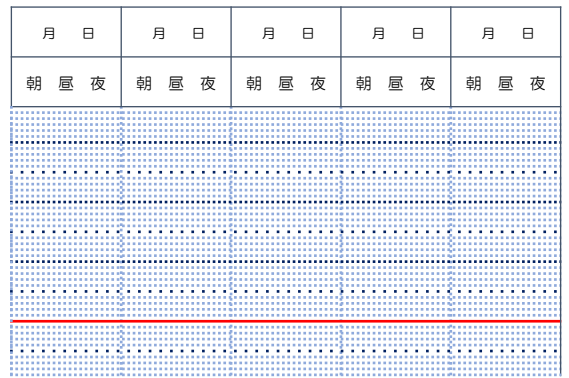 月 日 月 日 月 日 月 日 月 日
朝 昼 夜 朝 昼 夜 朝 昼 夜 朝 昼 夜 朝 昼 夜